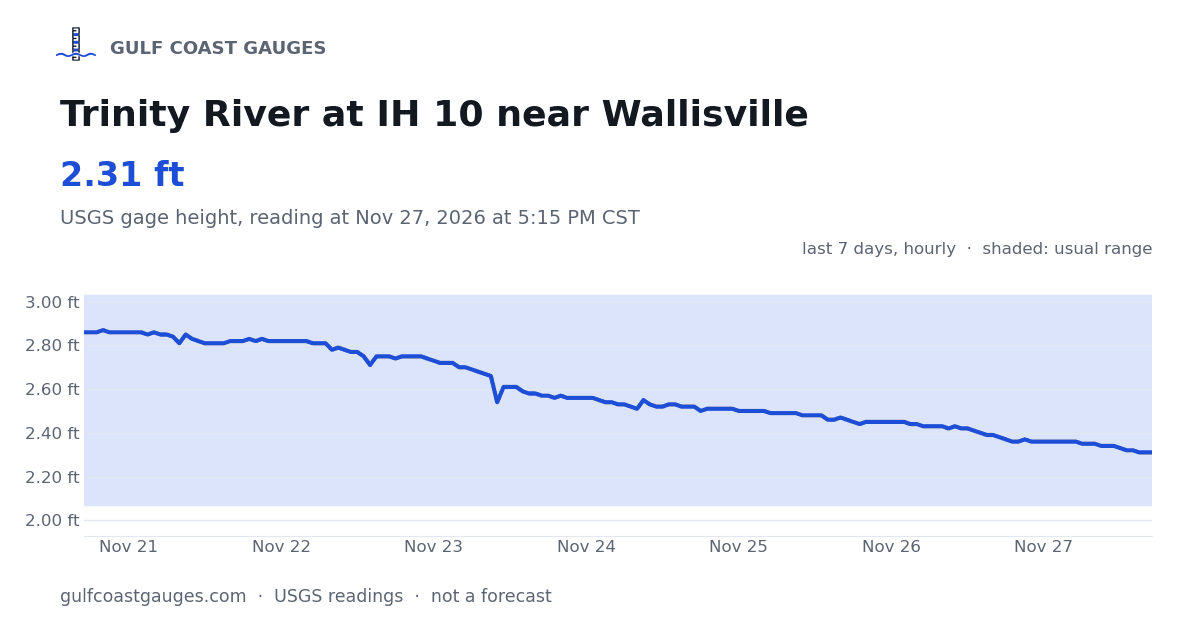 GULF COAST GAUGES
Trinity River at IH 10 near Wallisville
2.31 ft
USGS gage height, reading at Nov 27, 2026 at 5:15 PM CST
last 7 days, hourly · shaded: usual range
3.00 ft
2.80 ft
2.60 ft
2.40 ft
2.20 ft
2.00 ft
Nov 21 Nov 22 Nov 23 Nov 24 Nov 25 Nov 26 Nov 27
gulfcoastgauges.com · USGS readings · not a forecast